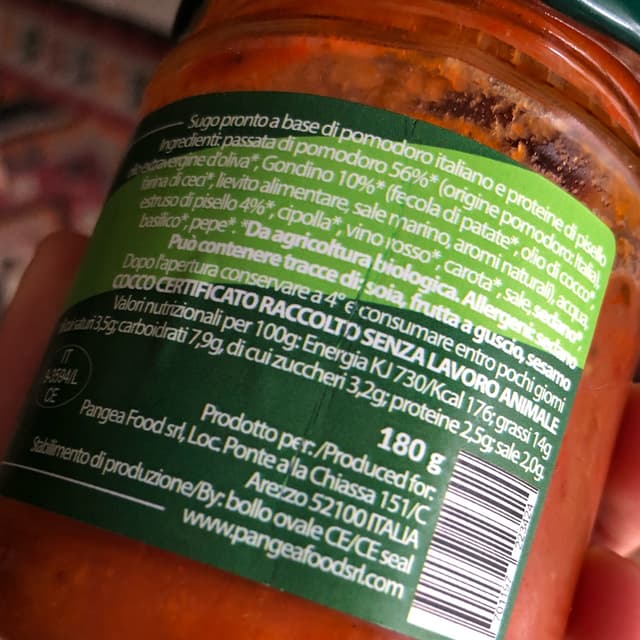 Sugo pronto a base di pomodoro italiano e proteine di pisello
Ingredienti: passata di pomodoro 56%* (origine pomodoro: Italia),
extravergine d'oliva*, Gondino 10%* (fecola di patate*, olio di cocco*,
farina di ceci*, lievito alimentare, sale marino, aromi naturali), acqua,
estruso di pisello 4%*, cipolla*, vino rosso*, carota*, sale, sedano*,
basilico*, pepe*. *Da agricoltura biologica. Allergeni: sedano
Può contenere tracce di: soia, frutta a guscio, sesamo
Dopo l'apertura conservare a 4° e consumare entro pochi giorni
COCCO CERTIFICATO RACCOLTO SENZA LAVORO ANIMALE
Valori nutrizionali per 100g: Energia KJ 730/Kcal 176; grassi 14g
saturi 3,5g; carboidrati 7,9g, di cui zuccheri 3,2g; proteine 2,5g; sale 2,0g.
IT
CE
180 g
Prodotto per:/Produced for:
Pangea Food srl, Loc. Ponte alla Chiassa 151/C
Arezzo 52100 ITALIA
Stabilimento di produzione/By: bollo ovale CE/CE seal
www.pangeafoodsrl.com